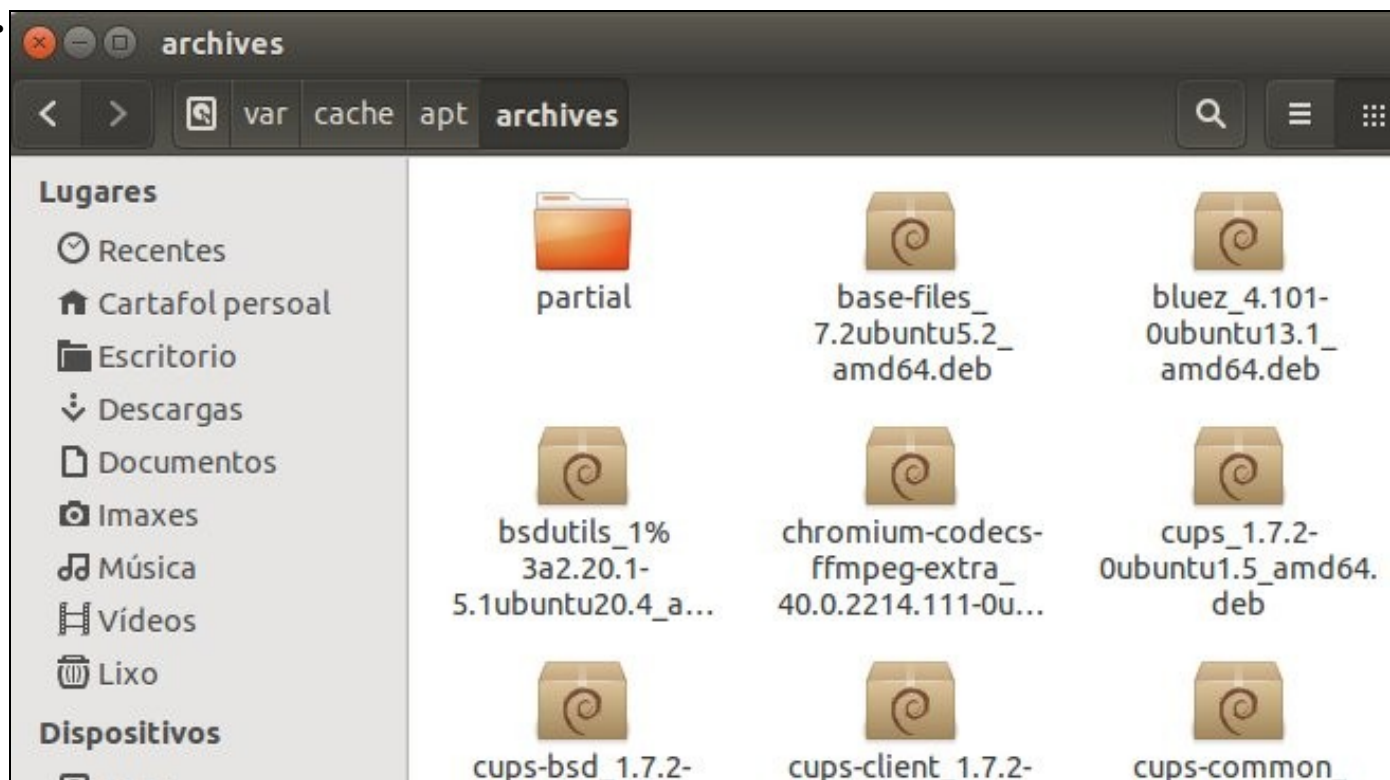 archives
var cache apt archives
Lugares
Recentes
Cartafol persoal
Escritorio
Descargas
Documentos
Imaxes
Música
Vídeos
Lixo
Dispositivos
partial
base-files_
7.2ubuntu5.2_
amd64.deb
bluez_4.101-
0ubuntu13.1_
amd64.deb
bsdutils_1%
3a2.20.1-
5.1ubuntu20.4_a...
chromium-codecs-
ffmpeg-extra_
40.0.2214.111-0u...
cups_1.7.2-
0ubuntu1.5_amd64.
deb
cups-bsd_1.7.2-
cups-client_1.7.2-
cups-common_